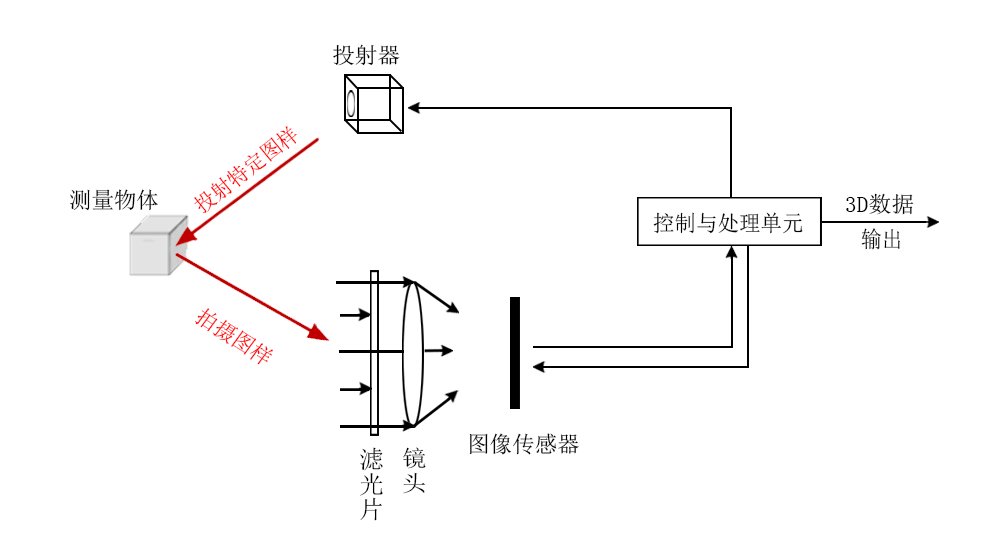 投射器
投射特定图样
测量物体
控制与处理单元
3D数据
输出
拍摄图样
图像传感器
滤光片
镜头